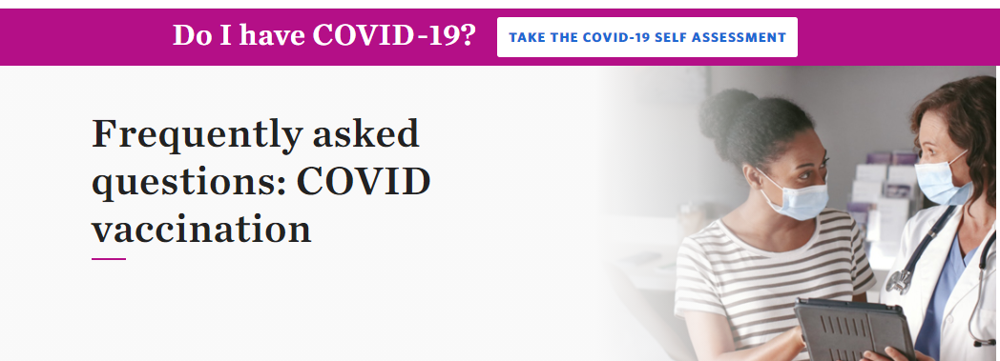 Do I have COVID-19?
TAKE THE COVID-19 SELF ASSESSMENT
Frequently asked
questions: COVID
vaccination